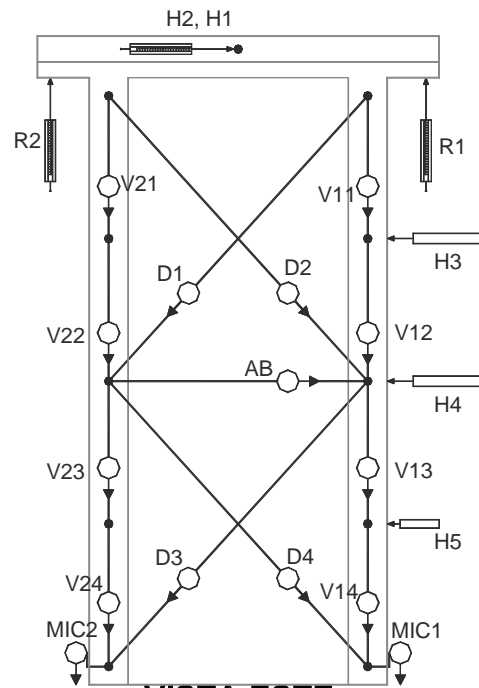 H2, H1
R2
R1
V21
V11
H3
D1
D2
V22
V12
AB
H4
V23
V13
H5
D3
D4
V24
V14
MIC2
MIC1